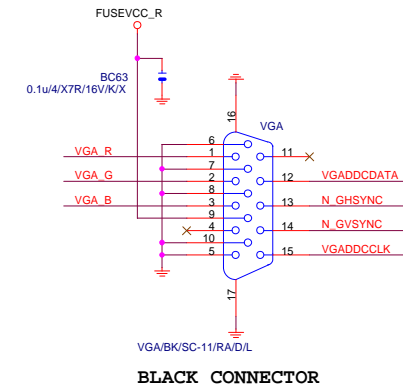 FUSEVCC_R
BC63
0.1u/4/X7R/16V/K/X
16
VGA
6
VGA_R
1
11
7
VGA_G
2
12
VGADDCDATA
8
VGA_B
3
13
N_GHSYNC
9
4
14
N_GVSYNC
10
5
15
VGADDCCLK
17
VGA/BK/SC-11/RA/D/L
BLACK CONNECTOR